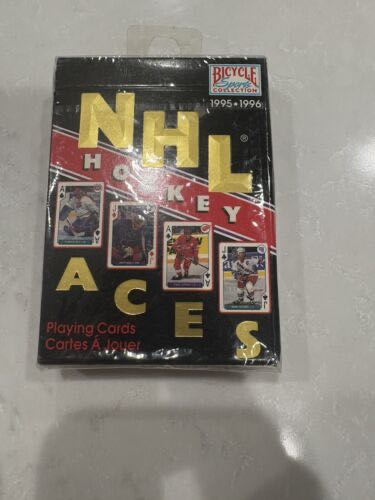 BICYCLE
Sports
COLLECTION
1995•1996
NHL®
HOCKEY
A A A J
ACES
Playing Cards
Cartes À Jouer